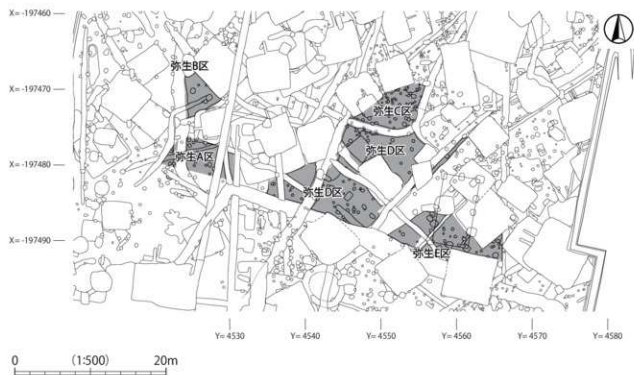 X= -197460
弥生B区
X= -197470
弥生C区
弥生D区
弥生A区
X= -197480
弥生D区
X= -197490
弥生E区
Y= 4530
Y= 4540
Y= 4550
Y= 4560
Y= 4570
Y= 4580
0
(1:500)
20m